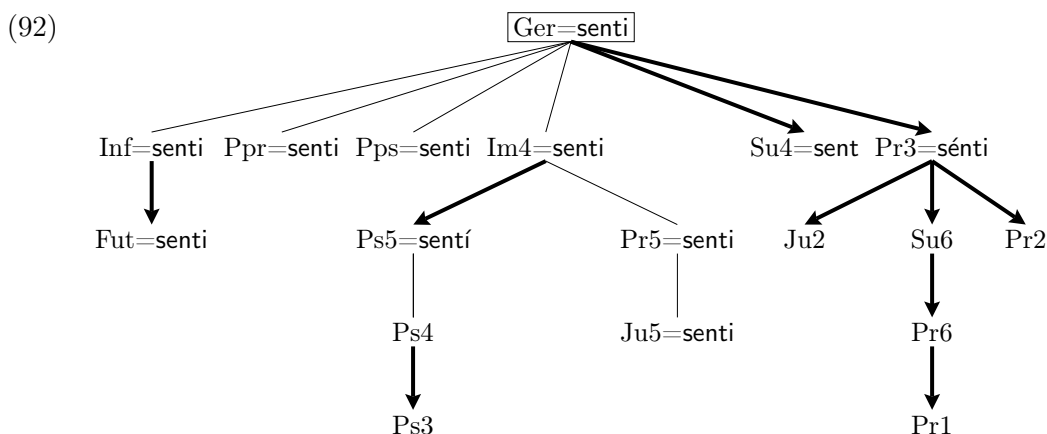 (92) Ger=senti
Inf=senti Ppr=senti Pps=senti Im4=senti Su4=sent Pr3=sénti
Fut=senti Ps5=sentí Pr5=senti Ju2 Su6 Pr2
Ps4 Ju5=senti Pr6
Ps3 Pr1